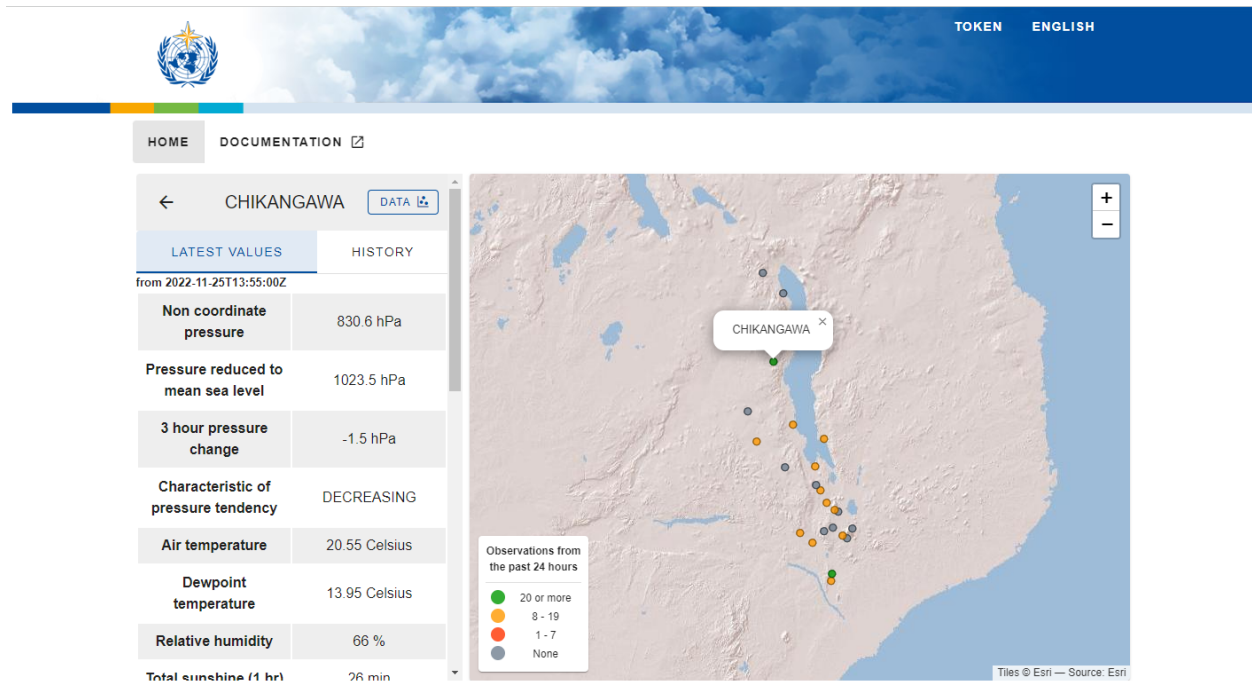 TOKEN ENGLISH
HOME DOCUMENTATION
CHIKANGAWA DATA
LATEST VALUES HISTORY
from 2022-11-25T13:55:00Z
Non coordinate
pressure
830.6 hPa
Pressure reduced to
mean sea level
1023.5 hPa
3 hour pressure
change
-1.5 hPa
Characteristic of
pressure tendency
DECREASING
Air temperature
20.55 Celsius
Dewpoint
temperature
13.95 Celsius
Relative humidity
66 %
Total sunshine (1 hr)
26 min
CHIKANGAWA ×
+
−
Observations from
the past 24 hours
20 or more
8 - 19
1 - 7
None
Tiles © Esri — Source: Esri